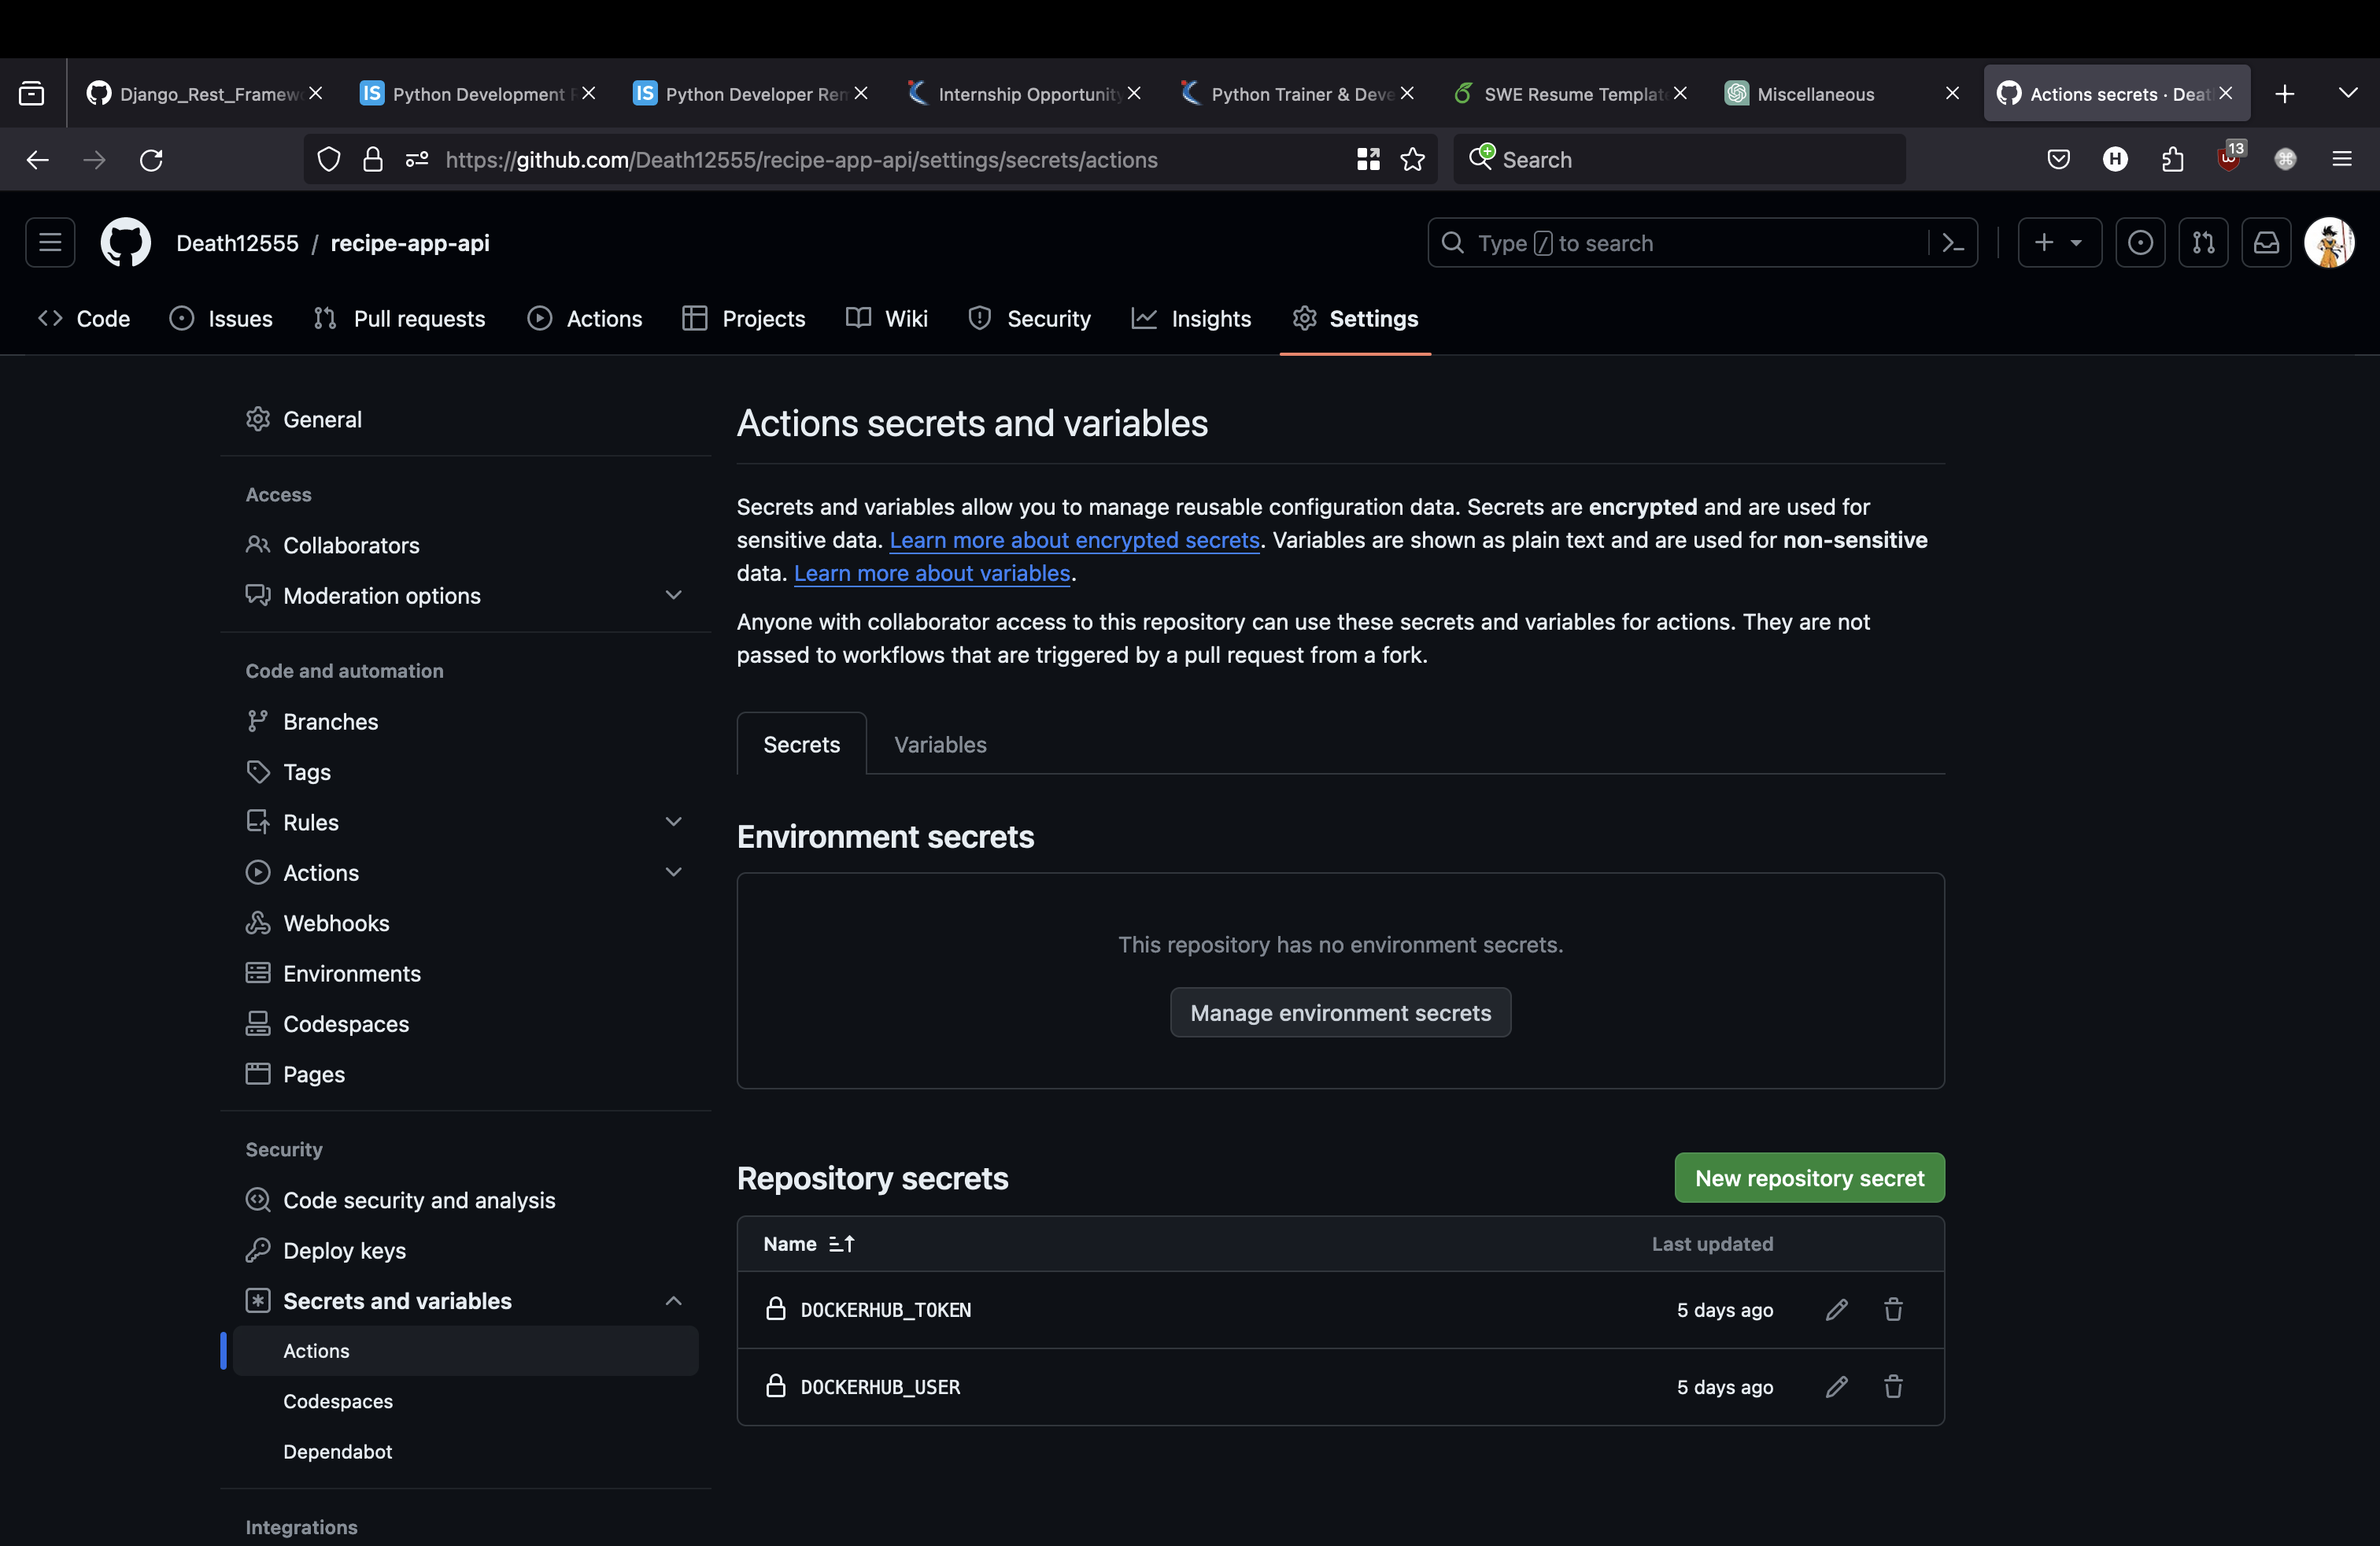 Django_Rest_Framew
Python Development
Python Developer Rem
Internship Opportunity
Python Trainer & Deve
SWE Resume Templat
Miscellaneous
Actions secrets · Deat
https://github.com/Death12555/recipe-app-api/settings/secrets/actions
Search
13
Death12555 / recipe-app-api
Type / to search
Code
Issues
Pull requests
Actions
Projects
Wiki
Security
Insights
Settings
General
Access
Collaborators
Moderation options
Code and automation
Branches
Tags
Rules
Actions
Webhooks
Environments
Codespaces
Pages
Security
Code security and analysis
Deploy keys
Secrets and variables
Actions
Codespaces
Dependabot
Integrations
Actions secrets and variables
Secrets and variables allow you to manage reusable configuration data. Secrets are encrypted and are used for
sensitive data. Learn more about encrypted secrets. Variables are shown as plain text and are used for non-sensitive
data. Learn more about variables.
Anyone with collaborator access to this repository can use these secrets and variables for actions. They are not
passed to workflows that are triggered by a pull request from a fork.
Secrets
Variables
Environment secrets
This repository has no environment secrets.
Manage environment secrets
Repository secrets
New repository secret
Name
Last updated
DOCKERHUB_TOKEN
5 days ago
DOCKERHUB_USER
5 days ago